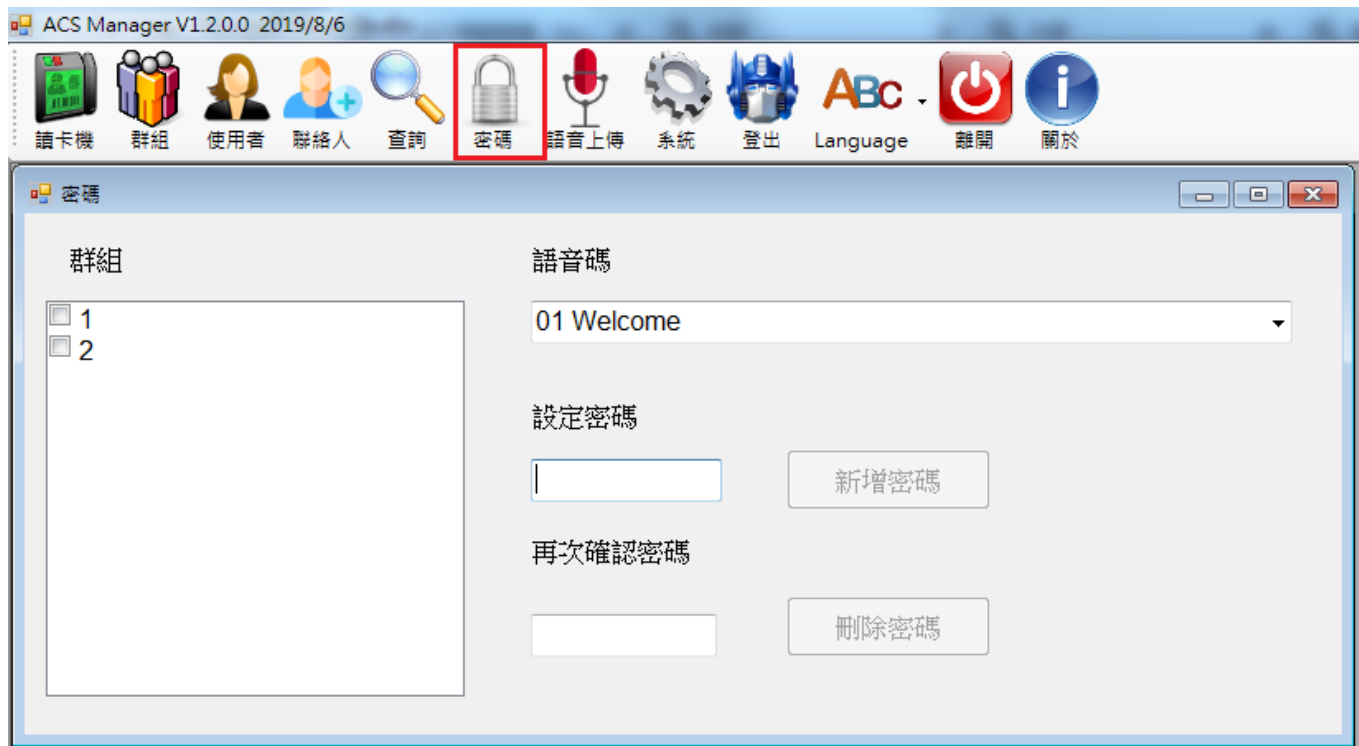 ACS Manager V1.2.0.0 2019/8/6
讀卡機 群組 使用者 聯絡人 查詢 密碼 語音上傳 系統 登出 Language 離開 關於
密碼
群組 語音碼
1
2
01 Welcome
設定密碼
新增密碼
再次確認密碼
刪除密碼